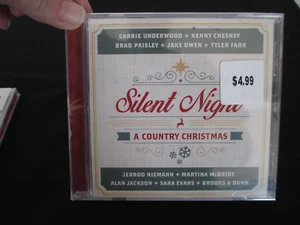 CARRIE UNDERWOOD • KENNY CHESNEY
BRAD PAISLEY • JAKE OWEN • TYLER FARR
$4.99
Silent Night
A COUNTRY CHRISTMAS
JERROD NIEMANN • MARTINA McBRIDE
ALAN JACKSON • SARA EVANS • BROOKS & DUNN